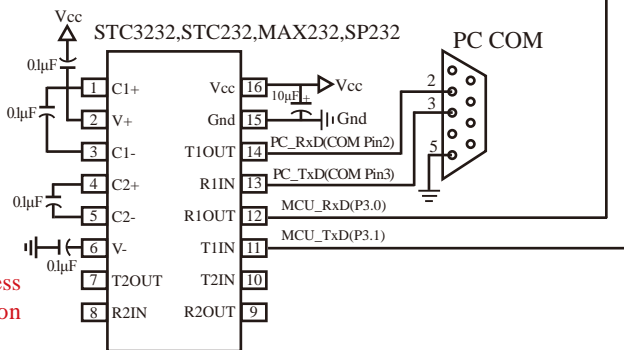 Vcc
STC3232,STC232,MAX232,SP232
PC COM
0.1μF
0.1μF
1 C1+
2 V+
3 C1-
4 C2+
0.1μF
5 C2-
6 V-
0.1μF
7 T2OUT
8 R2IN
Vcc 16 Vcc
10μF +
Gnd 15 Gnd
T1OUT 14 PC_RxD(COM Pin2)
R1IN 13 PC_TxD(COM Pin3)
R1OUT 12 MCU_RxD(P3.0)
T1IN 11 MCU_TxD(P3.1)
T2IN 10
R2OUT 9
2
3
5
ess
on